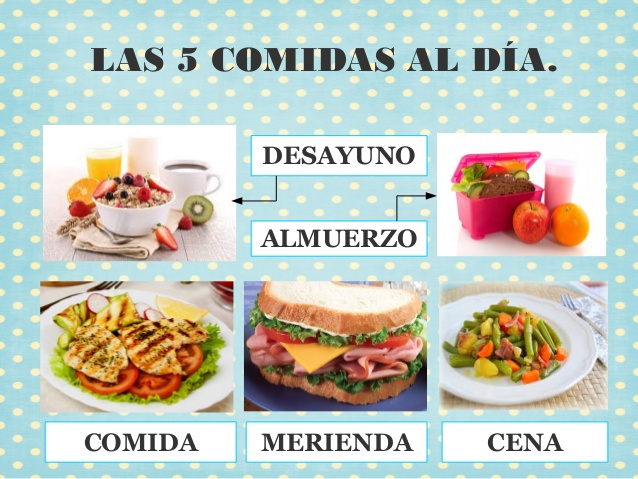 LAS 5 COMIDAS AL DÍA.
DESAYUNO
ALMUERZO
COMIDA
MERIENDA
CENA